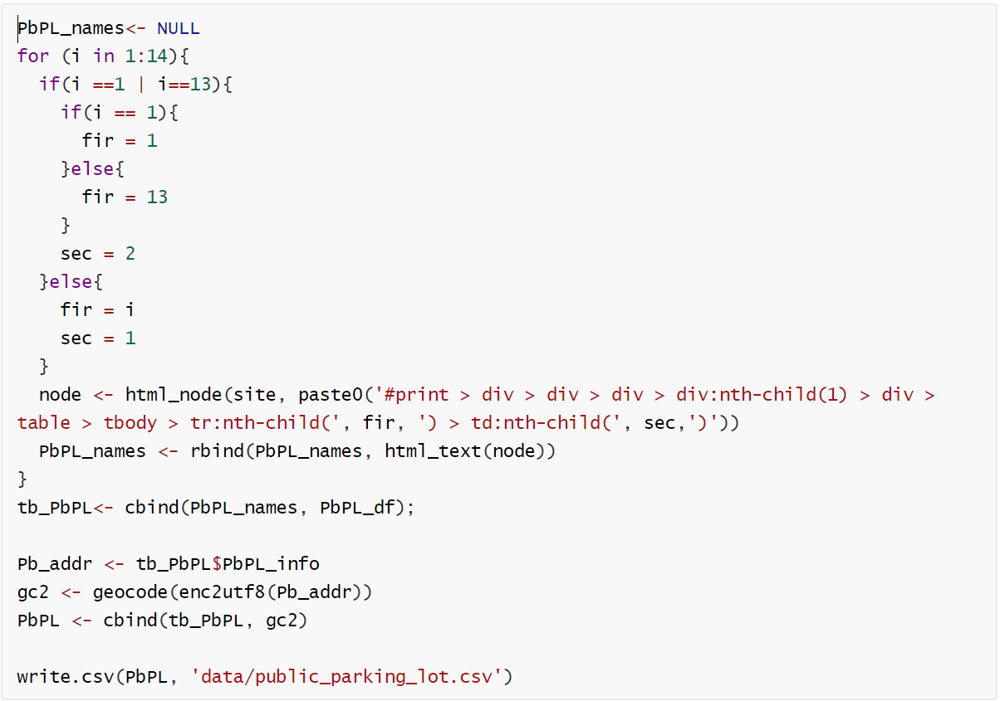 PbPL_names<- NULL
for (i in 1:14){
  if(i ==1 | i==13){
    if(i == 1){
      fir = 1
    }else{
      fir = 13
    }
    sec = 2
  }else{
    fir = i
    sec = 1
  }
  node <- html_node(site, paste0('#print > div > div > div > div:nth-child(1) > div >
table > tbody > tr:nth-child(', fir, ') > td:nth-child(', sec,')'))
  PbPL_names <- rbind(PbPL_names, html_text(node))
}
tb_PbPL<- cbind(PbPL_names, PbPL_df);

Pb_addr <- tb_PbPL$PbPL_info
gc2 <- geocode(enc2utf8(Pb_addr))
PbPL <- cbind(tb_PbPL, gc2)

write.csv(PbPL, 'data/public_parking_lot.csv')